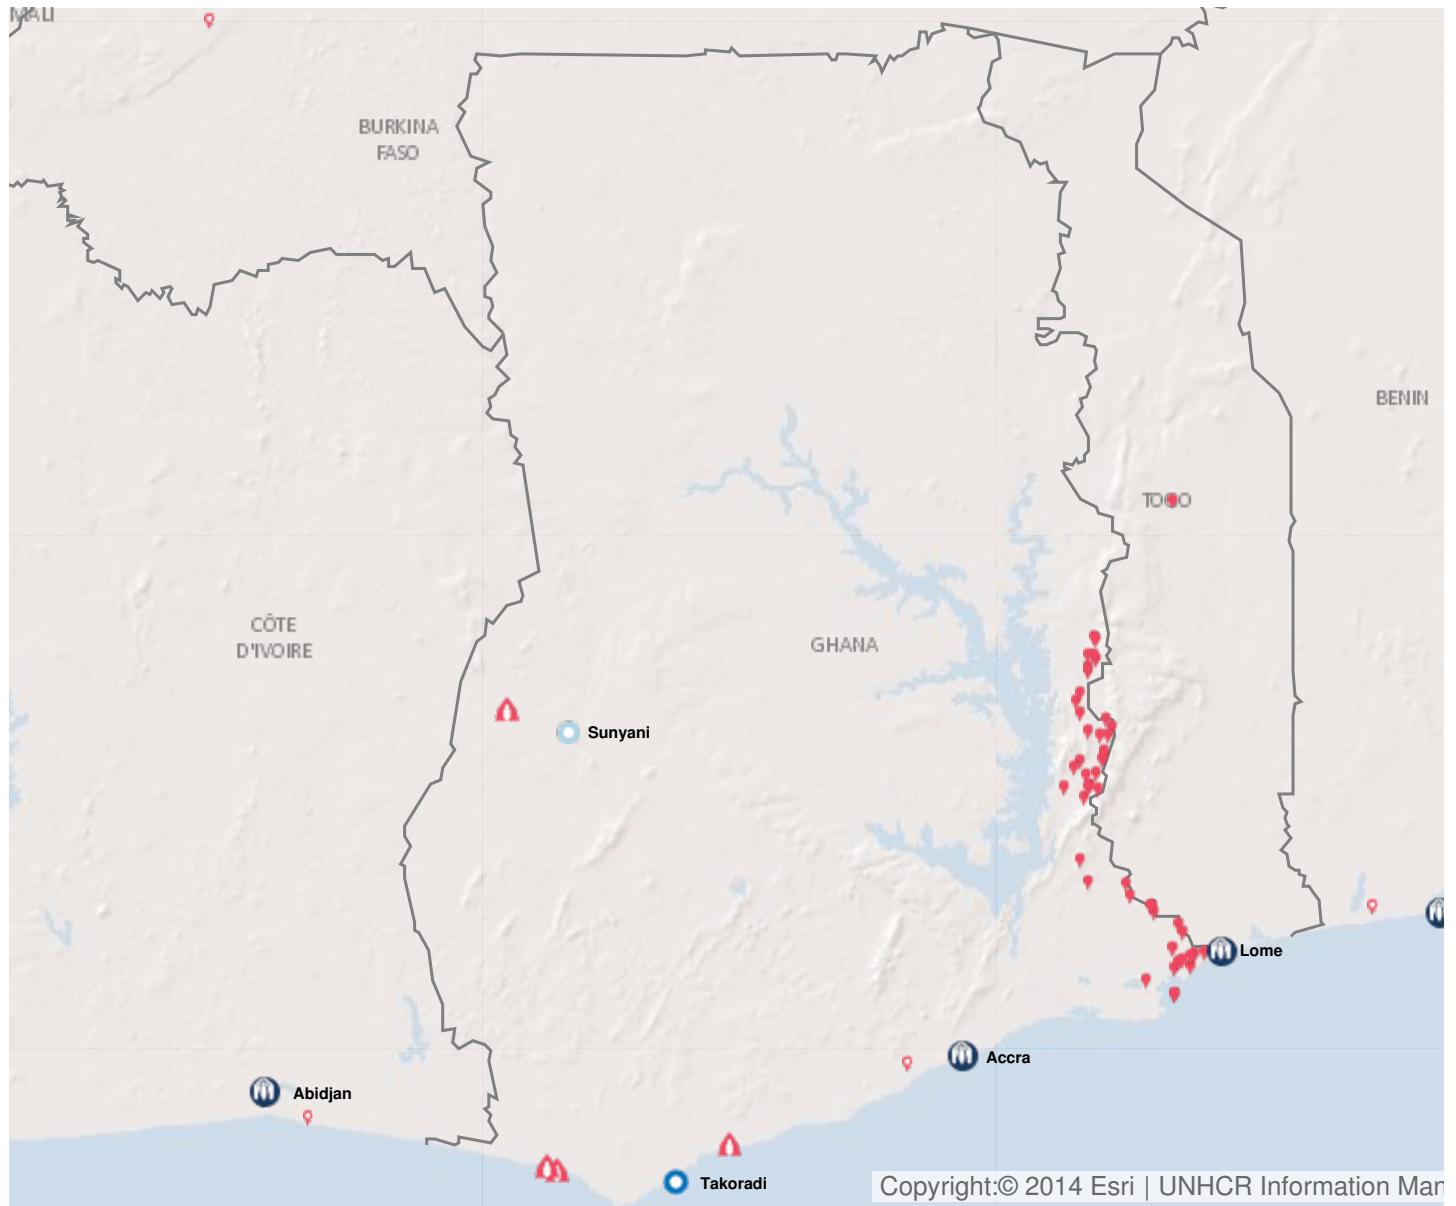 MALI
BURKINA
FASO
BENIN
TOGO
CÔTE
D'IVOIRE
GHANA
Sunyani
Lome
Accra
Abidjan
Takoradi
Copyright:© 2014 Esri | UNHCR Information Man